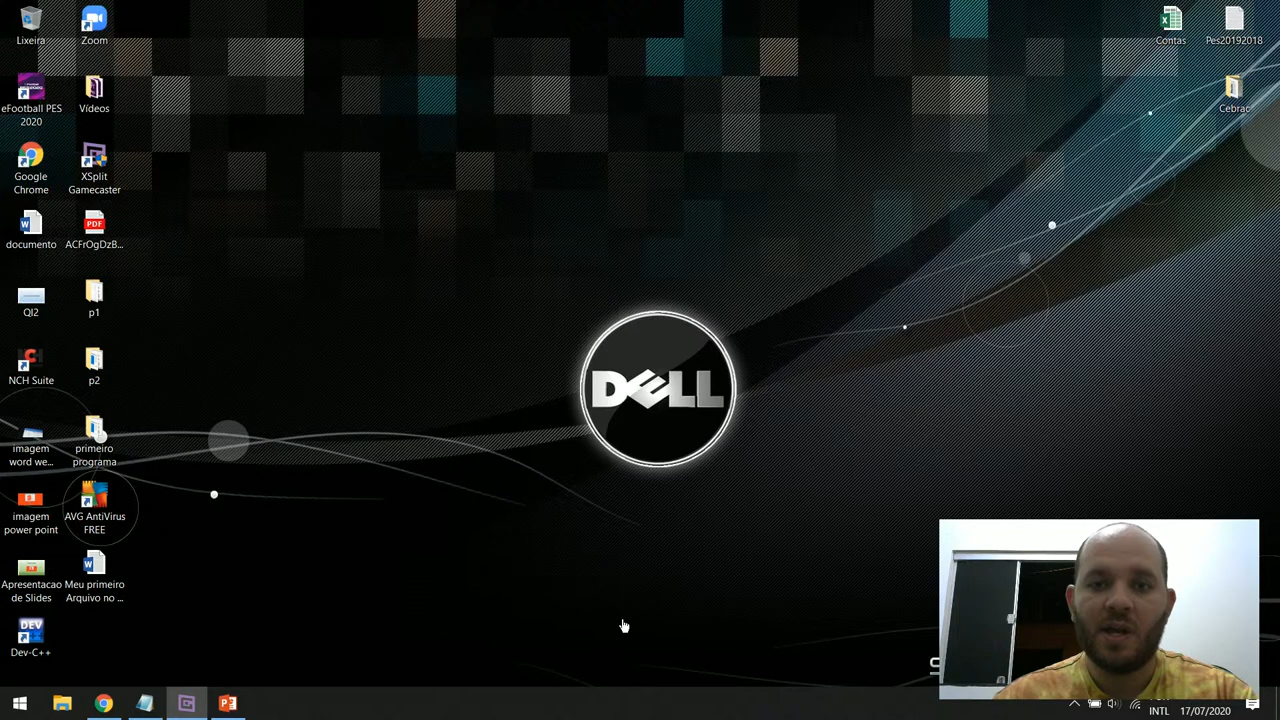 Lixeira
Zoom
eFootball PES
2020
Vídeos
Google
Chrome
XSplit
Gamecaster
documento
PDF
ACFrOgDzB...
QI2
p1
NCH Suite
p2
imagem
word we...
primeiro
programa
imagem
power point
AVG AntiVirus
FREE
Apresentacao
de Slides
Meu primeiro
Arquivo no ...
DEV
Dev-C++
Contas
Pes20192018
Cebrac
DELL
INTL
17/07/2020